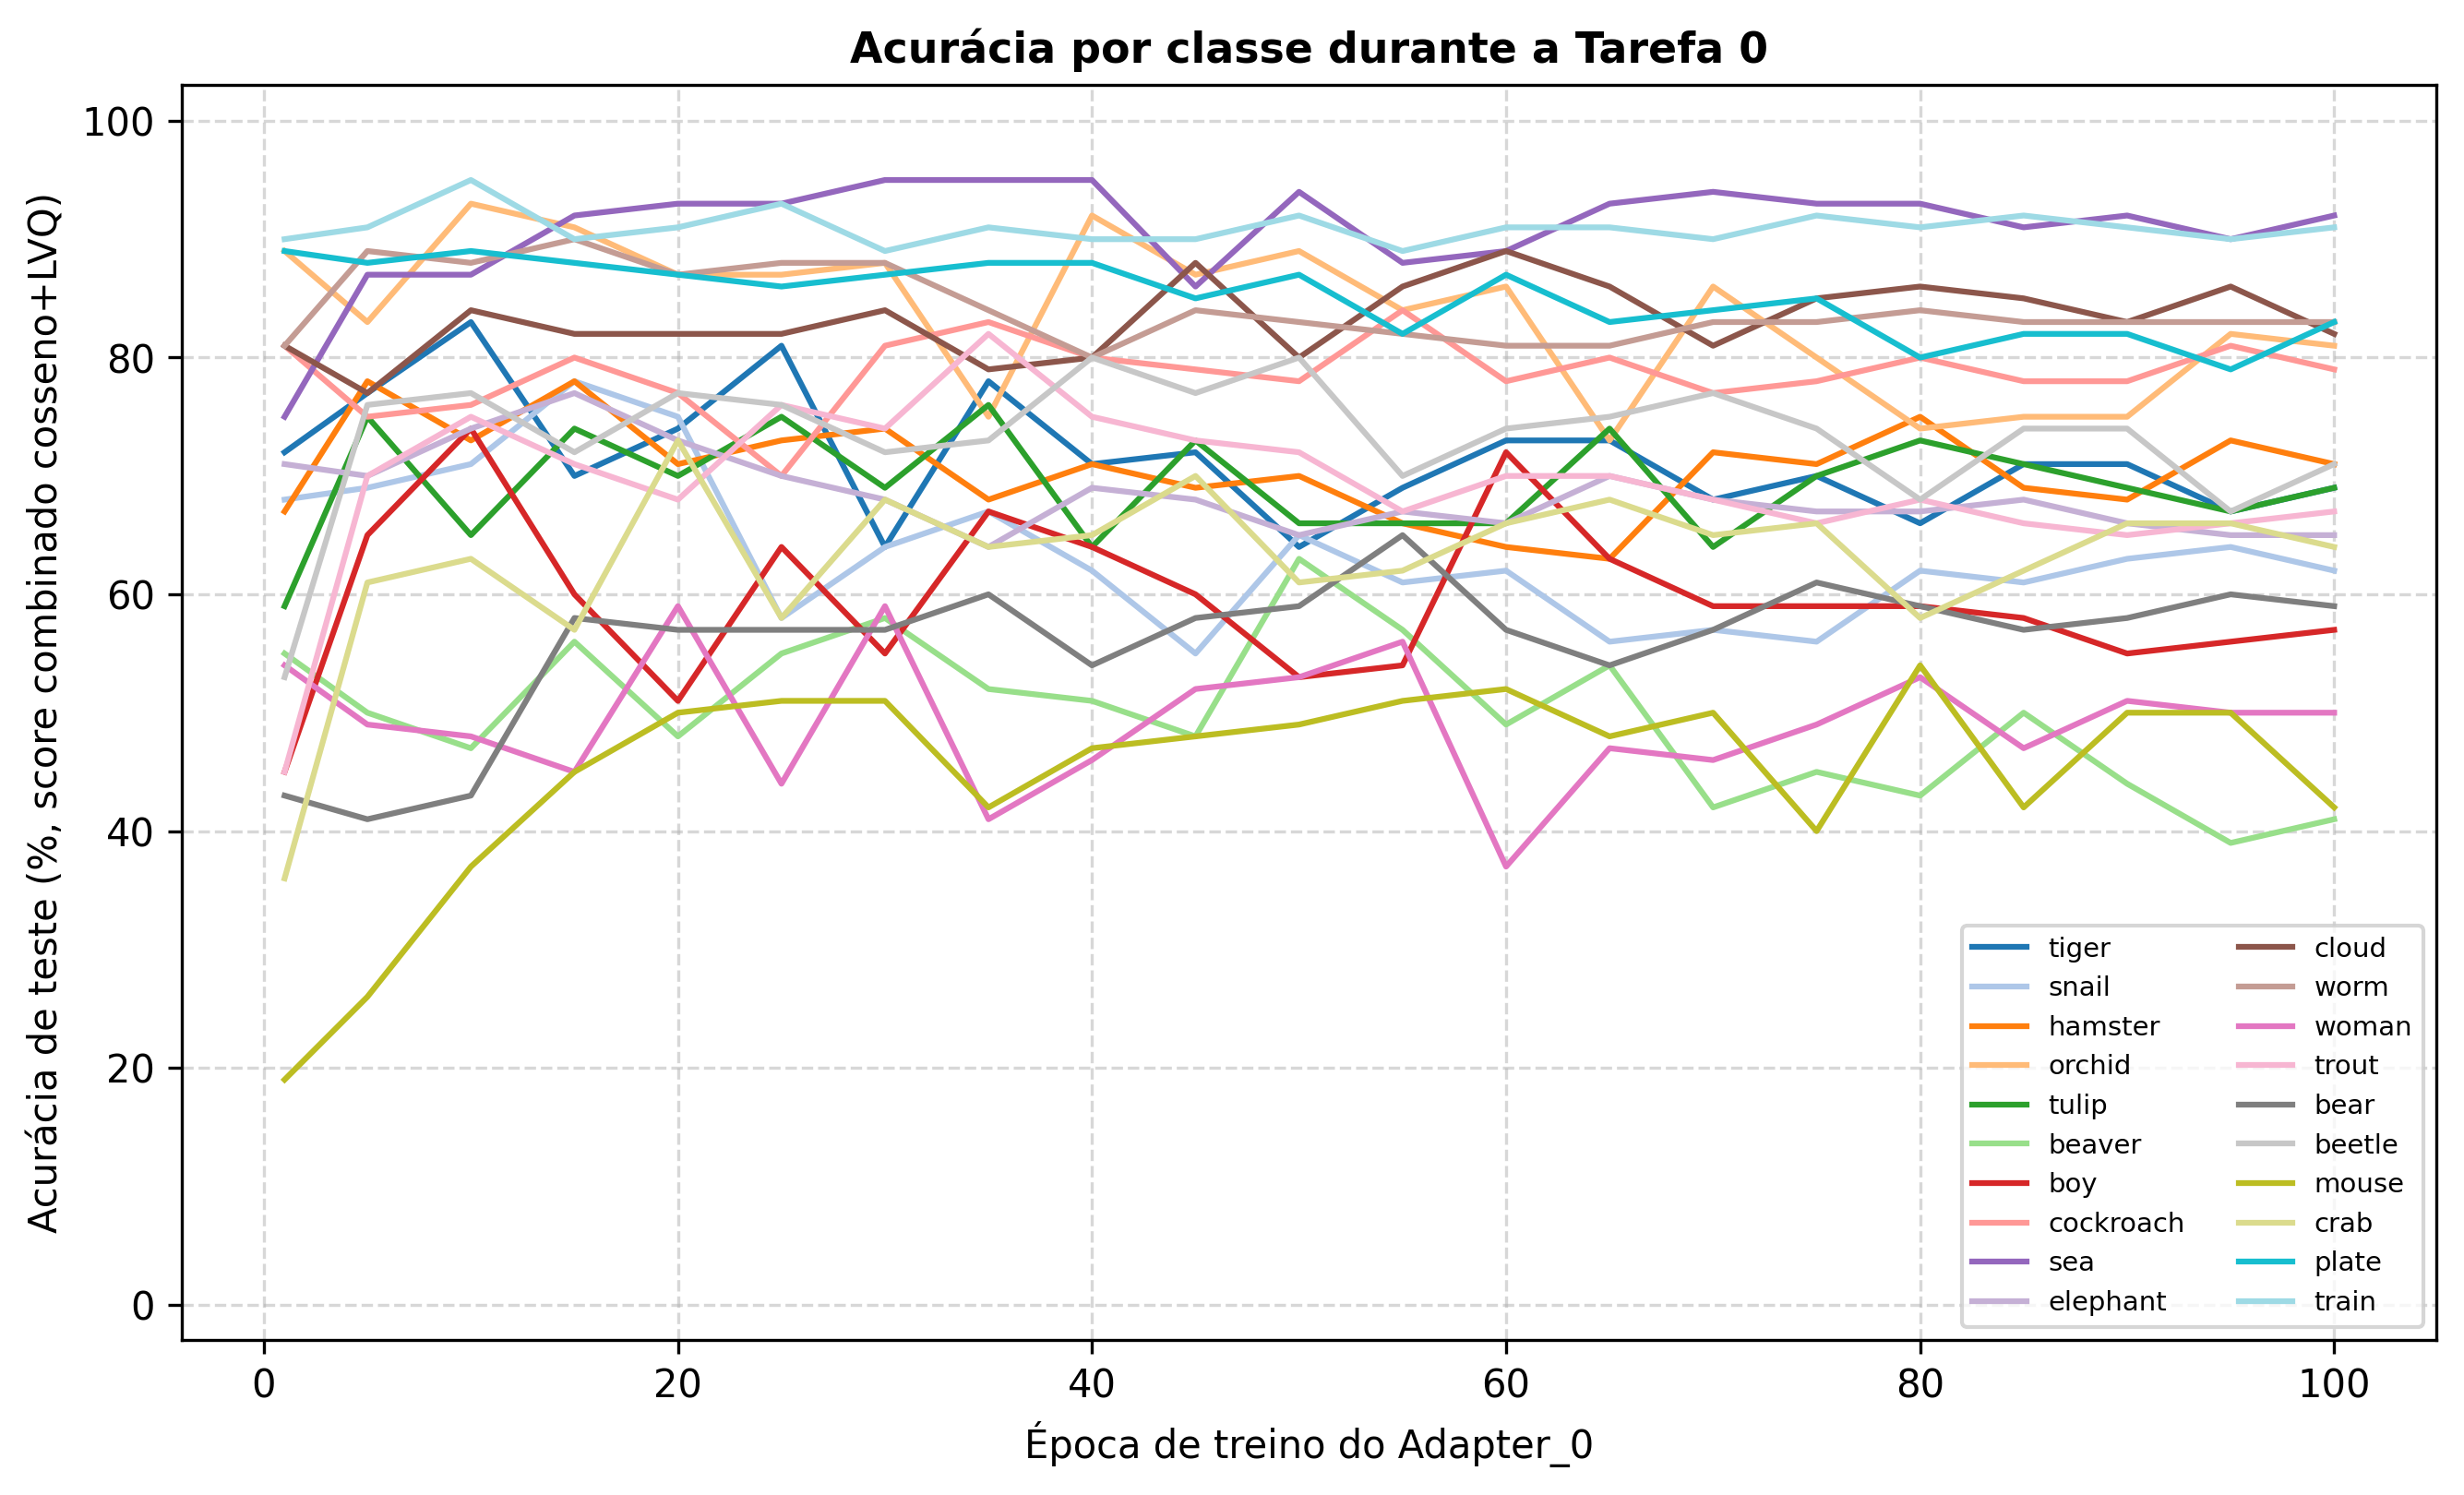 Acurácia por classe durante a Tarefa 0
Acurácia de teste (%, score combinado cosseno+LVQ)
100
80
60
40
20
0
0
20
40
60
80
100
Época de treino do Adapter_0
tiger
snail
hamster
orchid
tulip
beaver
boy
cockroach
sea
elephant
cloud
worm
woman
trout
bear
beetle
mouse
crab
plate
train